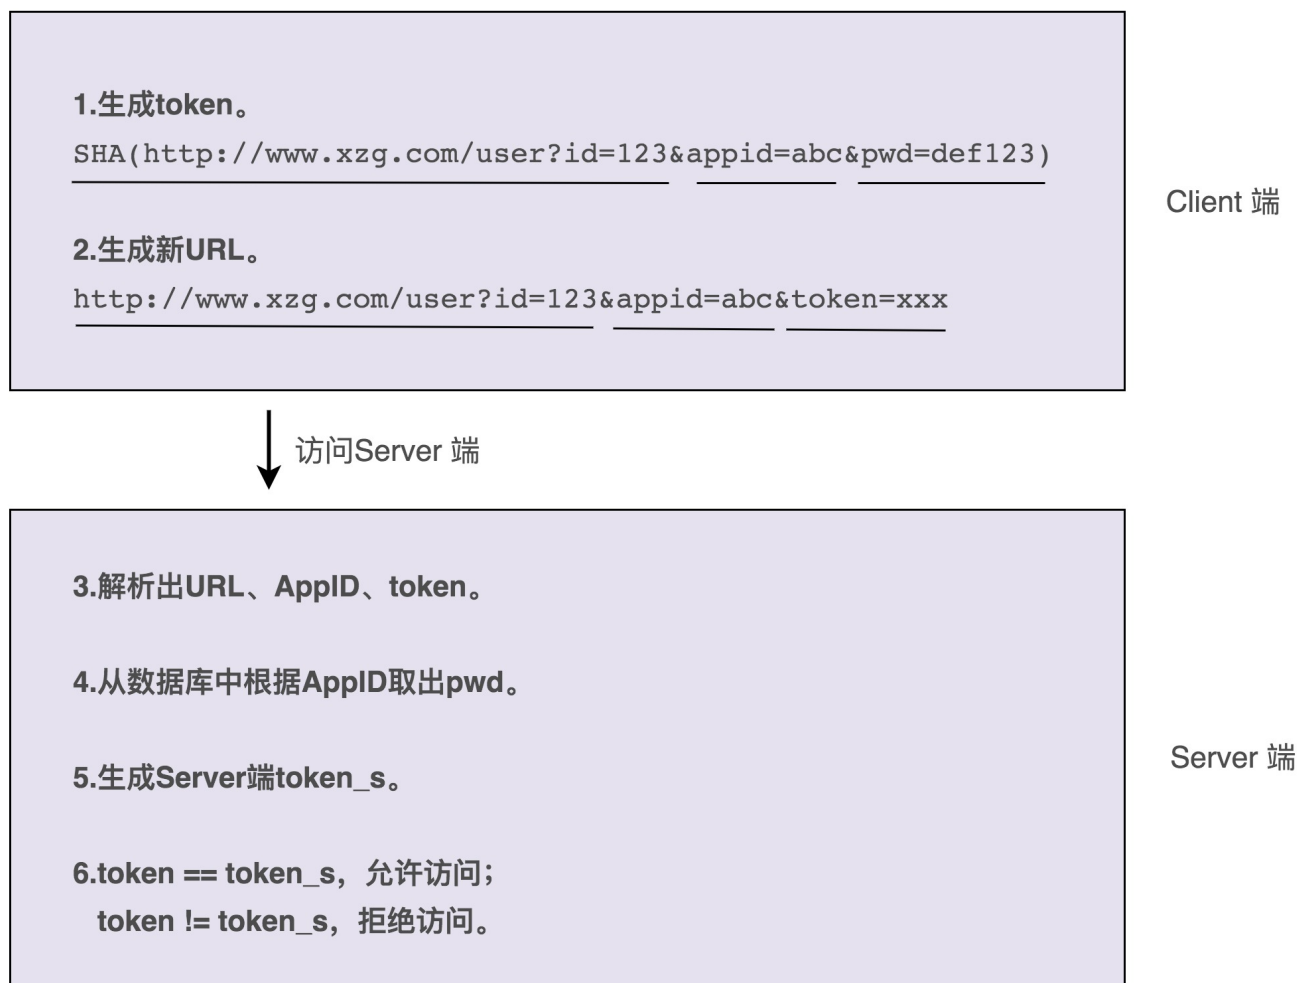 1.生成token。
SHA(http://www.xzg.com/user?id=123&appid=abc&pwd=def123)
Client 端
2.生成新URL。
http://www.xzg.com/user?id=123&appid=abc&token=xxx
访问Server 端
3.解析出URL、AppID、token。
4.从数据库中根据AppID取出pwd。
Server 端
5.生成Server端token_s。
6.token == token_s，允许访问；
token != token_s，拒绝访问。